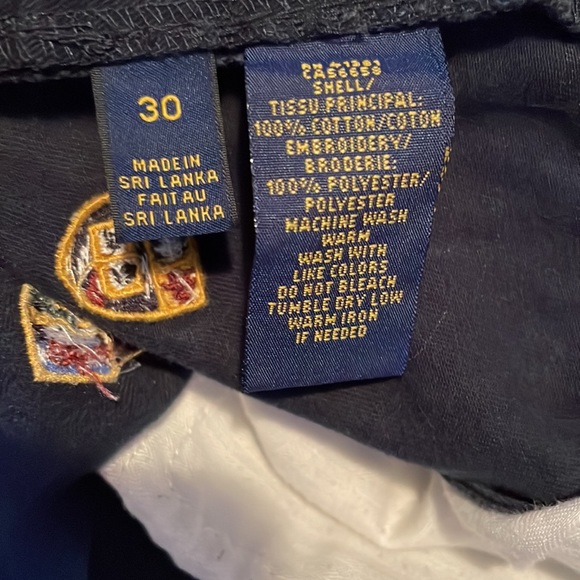 30
MADE IN
SRI LANKA
FAIT AU
SRI LANKA
CA56656
SHELL/
TISSU PRINCIPAL:
100% COTTON/COTON
EMBROIDERY/
BRODERIE:
100% POLYESTER/
POLYESTER
MACHINE WASH
WARM
WASH WITH
LIKE COLORS
DO NOT BLEACH
TUMBLE DRY LOW
WARM IRON
IF NEEDED